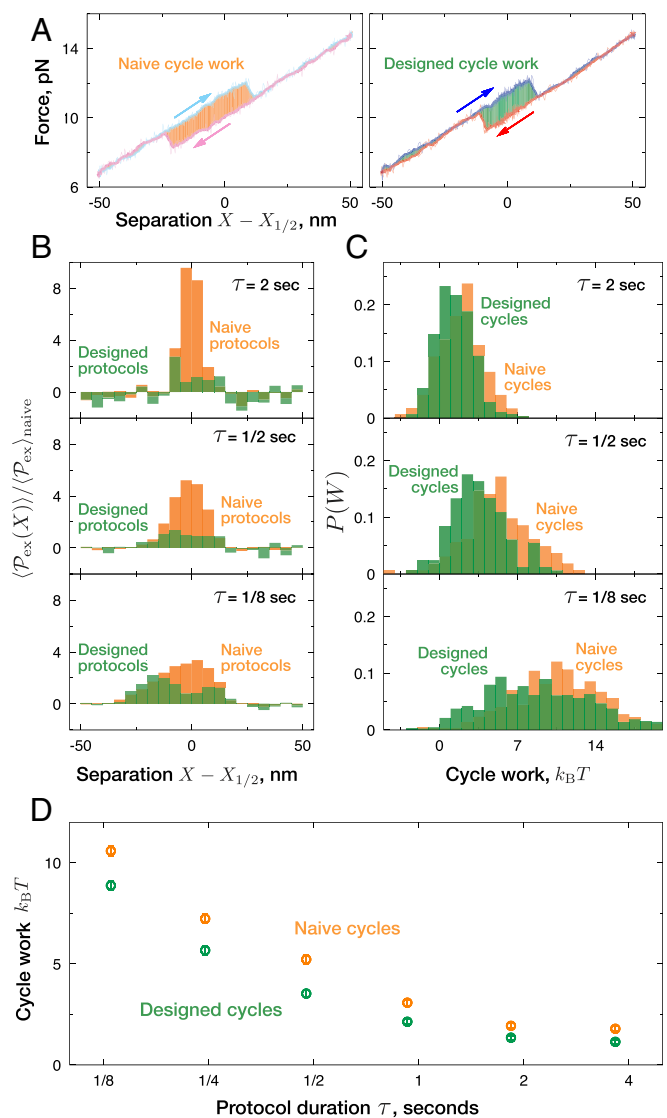 A
Force, pN
14
10
6
Naive cycle work
Designed cycle work
-50
0
50
-50
0
50
Separation X − X1/2, nm
B
⟨Pex(X)⟩/⟨Pex⟩naive
τ = 2 sec
8
4
0
Designed
protocols
Naive
protocols
τ = 1/2 sec
8
4
0
Designed
protocols
Naive
protocols
τ = 1/8 sec
8
4
0
Designed
protocols
Naive
protocols
-50
0
50
Separation X − X1/2, nm
C
P(W)
τ = 2 sec
0.2
0.1
0
Designed
cycles
Naive
cycles
τ = 1/2 sec
0.2
0.1
0
Designed
cycles
Naive
cycles
τ = 1/8 sec
0.2
0.1
0
Designed
cycles
Naive
cycles
0
7
14
Cycle work, kBT
D
Cycle work kBT
10
5
0
Naive cycles
Designed cycles
1/8
1/4
1/2
1
2
4
Protocol duration τ, seconds